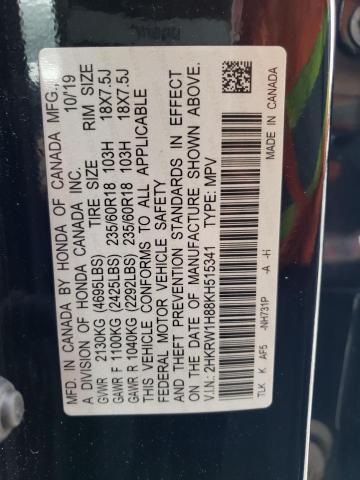 MFD. IN CANADA BY HONDA OF CANADA MFG.,
A DIVISION OF HONDA CANADA INC. 10/19
TIRE SIZE RIM SIZE
GVWR 2130KG (4695LBS)
GAWR F 1100KG (2425LBS) 235/60R18 103H 18X7.5J
GAWR R 1040KG (2292LBS) 235/60R18 103H 18X7.5J
THIS VEHICLE CONFORMS TO ALL APPLICABLE
FEDERAL MOTOR VEHICLE SAFETY
AND THEFT PREVENTION STANDARDS IN EFFECT
ON THE DATE OF MANUFACTURE SHOWN ABOVE.
V.I.N.: 2HKRW1H88KH515341 TYPE: MPV
TLK K AF5 -NH731P -A -H
MADE IN CANADA